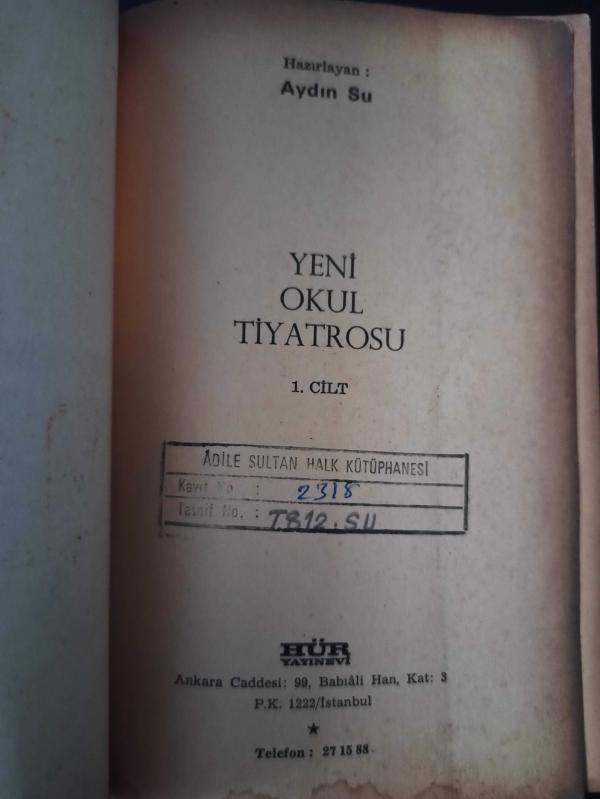 Hazırlayan :
Aydın Su
YENİ
OKUL
TİYATROSU
1. CİLT
ÂDİLE SULTAN HALK KÜTÜPHANESİ
Kayıt No. : 2318
Tasnif No. : T812.SU
HÜR
YAYINEVİ
Ankara Caddesi: 99, Babıâli Han, Kat: 3
P.K. 1222/İstanbul
★
Telefon : 27 15 88